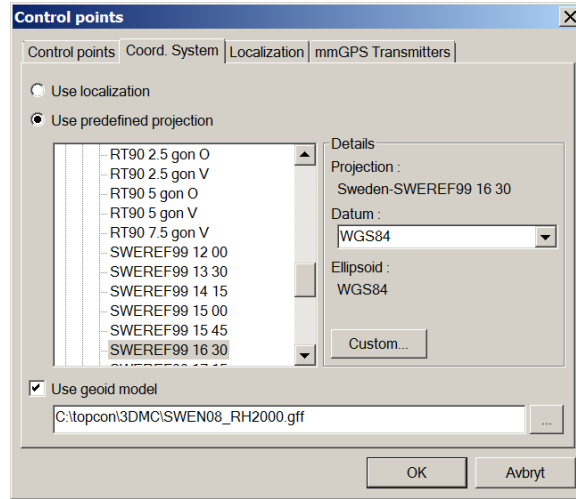 Control points
Control points Coord. System Localization mmGPS Transmitters
Use localization
Use predefined projection
RT90 2.5 gon O
RT90 2.5 gon V
RT90 5 gon O
RT90 5 gon V
RT90 7.5 gon V
SWEREF99 12 00
SWEREF99 13 30
SWEREF99 14 15
SWEREF99 15 00
SWEREF99 15 45
SWEREF99 16 30
Details
Projection :
Sweden-SWEREF99 16 30
Datum :
WGS84
Ellipsoid :
WGS84
Custom...
Use geoid model
C:\topcon\3DMC\SWEN08_RH2000.gff
...
OK Avbryt